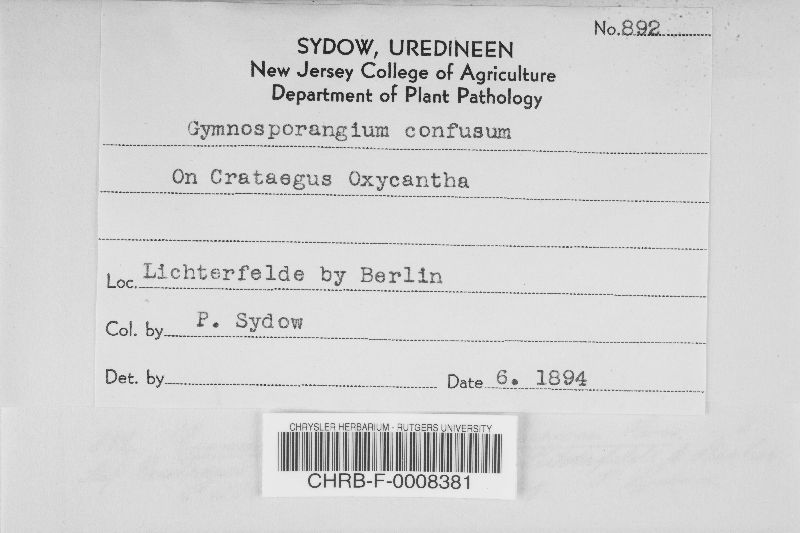 No. 892
SYDOW, UREDINEEN
New Jersey College of Agriculture
Department of Plant Pathology
Gymnosporangium confusum
On Crataegus Oxycantha
Loc. Lichterfelde by Berlin
Col. by P. Sydow
Det. by
Date 6. 1894
CHRYSLER HERBARIUM - RUTGERS UNIVERSITY
CHRB-F-0008381